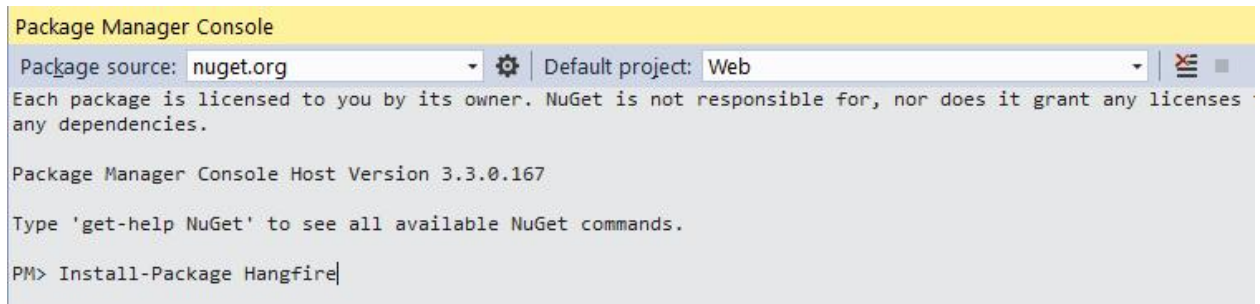 Package Manager Console
Package source: nuget.org Default project: Web
Each package is licensed to you by its owner. NuGet is not responsible for, nor does it grant any licenses
any dependencies.
Package Manager Console Host Version 3.3.0.167
Type 'get-help NuGet' to see all available NuGet commands.
PM> Install-Package Hangfire